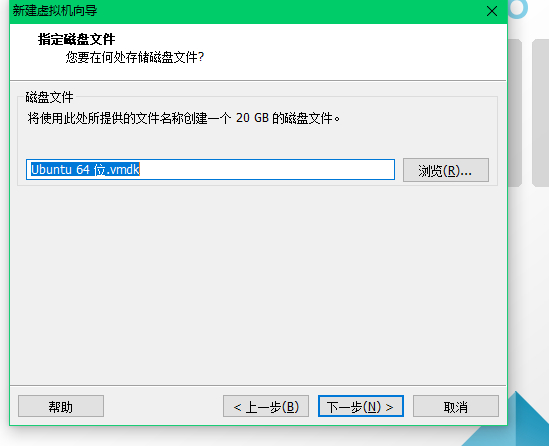 新建虚拟机向导
指定磁盘文件
您要在何处存储磁盘文件?
磁盘文件
将使用此处所提供的文件名称创建一个 20 GB 的磁盘文件。
Ubuntu 64 位.vmdk
浏览(R)...
帮助
< 上一步(B)
下一步(N) >
取消